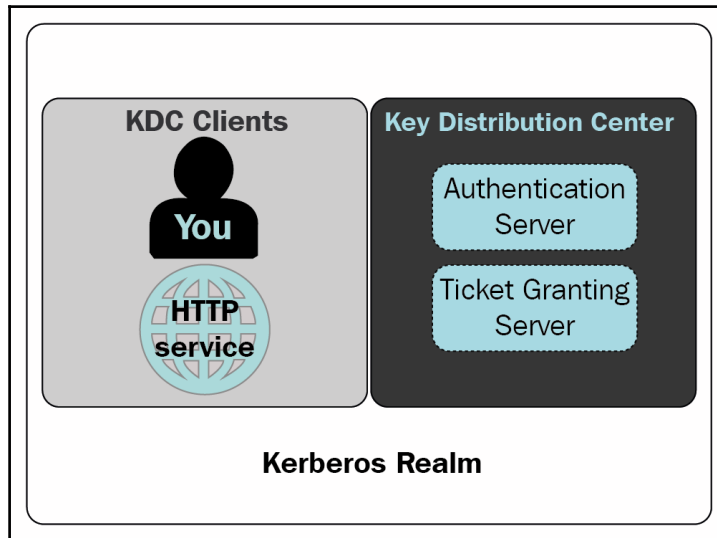 KDC Clients
You
HTTP
service
Key Distribution Center
Authentication
Server
Ticket Granting
Server
Kerberos Realm